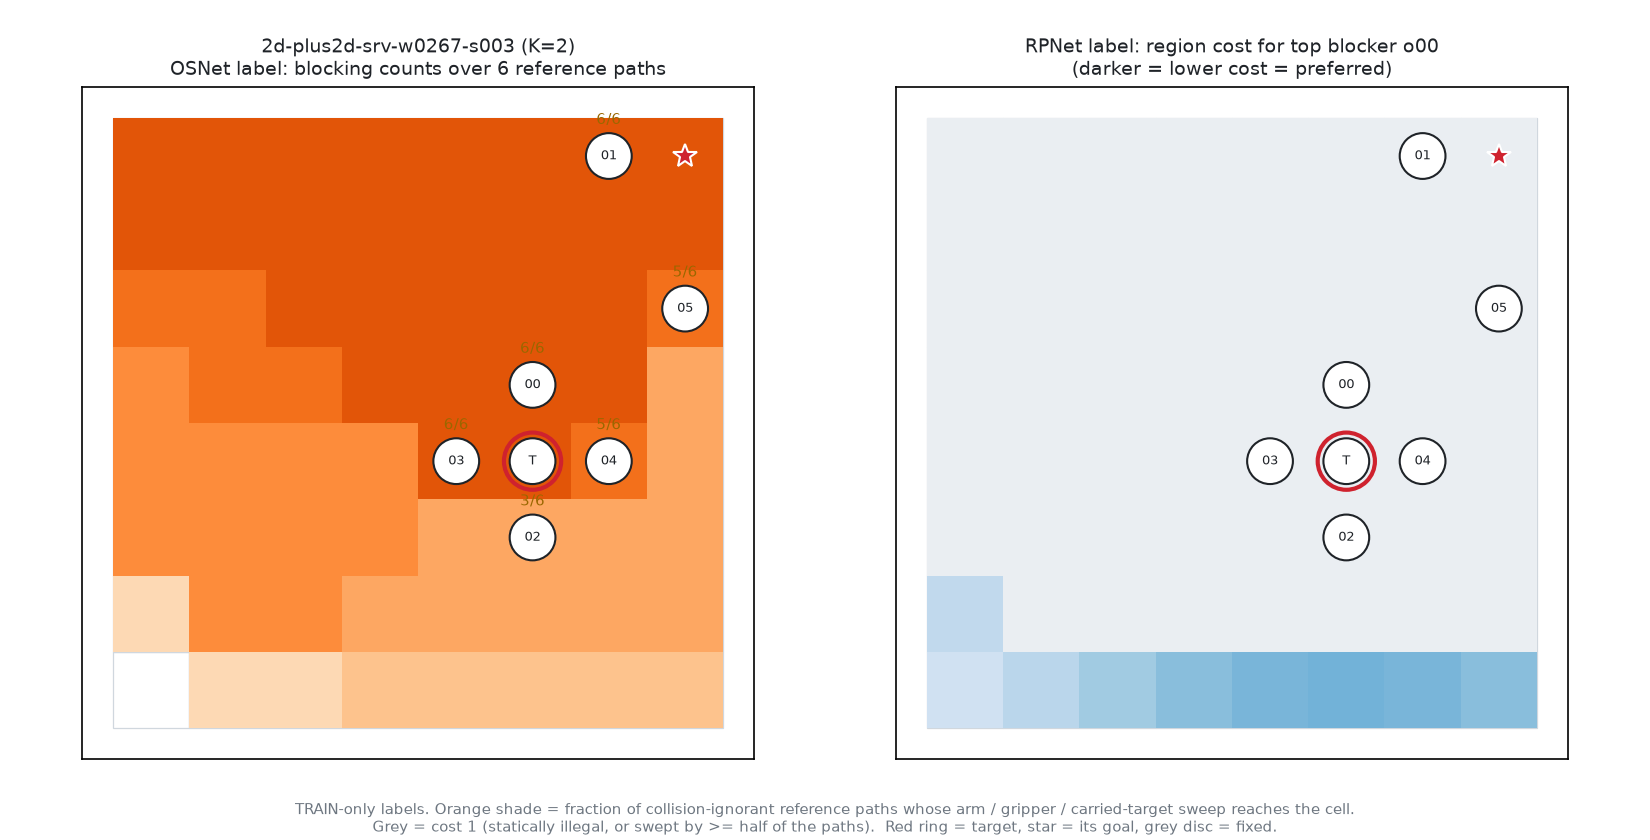 2d-plus2d-srv-w0267-s003 (K=2)
OSNet label: blocking counts over 6 reference paths
6/6
01
5/6
05
6/6
00
6/6
5/6
03
T
04
3/6
02
RPNet label: region cost for top blocker o00
(darker = lower cost = preferred)
01
05
00
03
T
04
02
TRAIN-only labels. Orange shade = fraction of collision-ignorant reference paths whose arm / gripper / carried-target sweep reaches the cell.
Grey = cost 1 (statically illegal, or swept by >= half of the paths).  Red ring = target, star = its goal, grey disc = fixed.